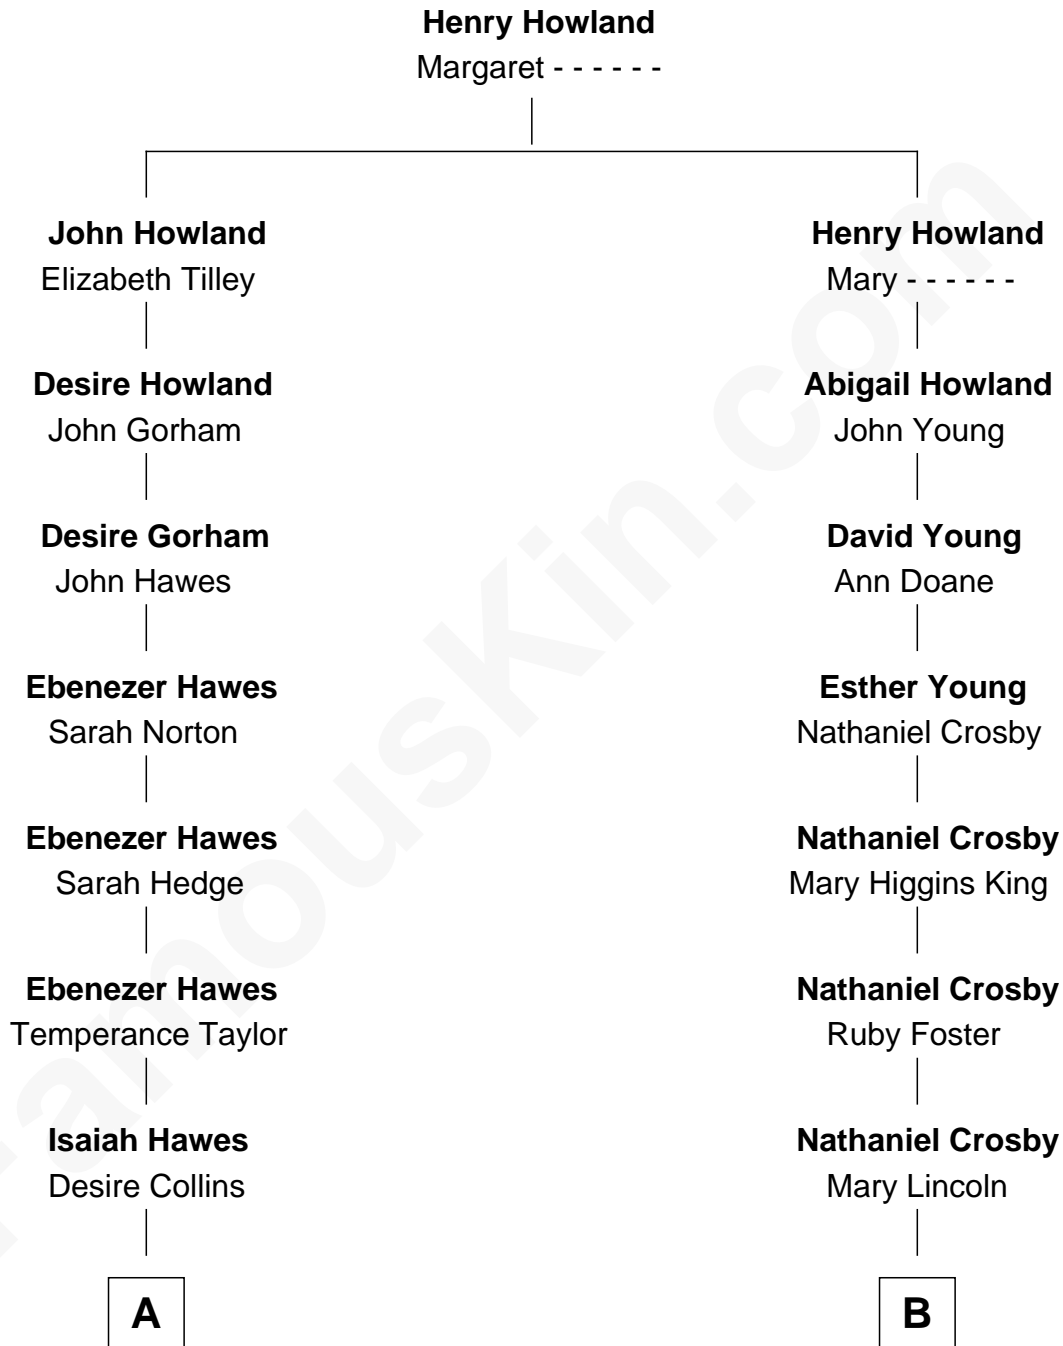 Henry Howland
Margaret - - - - - -
John Howland
Elizabeth Tilley
Henry Howland
Mary - - - - - -
Desire Howland
John Gorham
Abigail Howland
John Young
Desire Gorham
John Hawes
David Young
Ann Doane
Ebenezer Hawes
Sarah Norton
Esther Young
Nathaniel Crosby
Ebenezer Hawes
Sarah Hedge
Nathaniel Crosby
Mary Higgins King
Ebenezer Hawes
Temperance Taylor
Nathaniel Crosby
Ruby Foster
Isaiah Hawes
Desire Collins
Nathaniel Crosby
Mary Lincoln
A
B
FamousKin.com